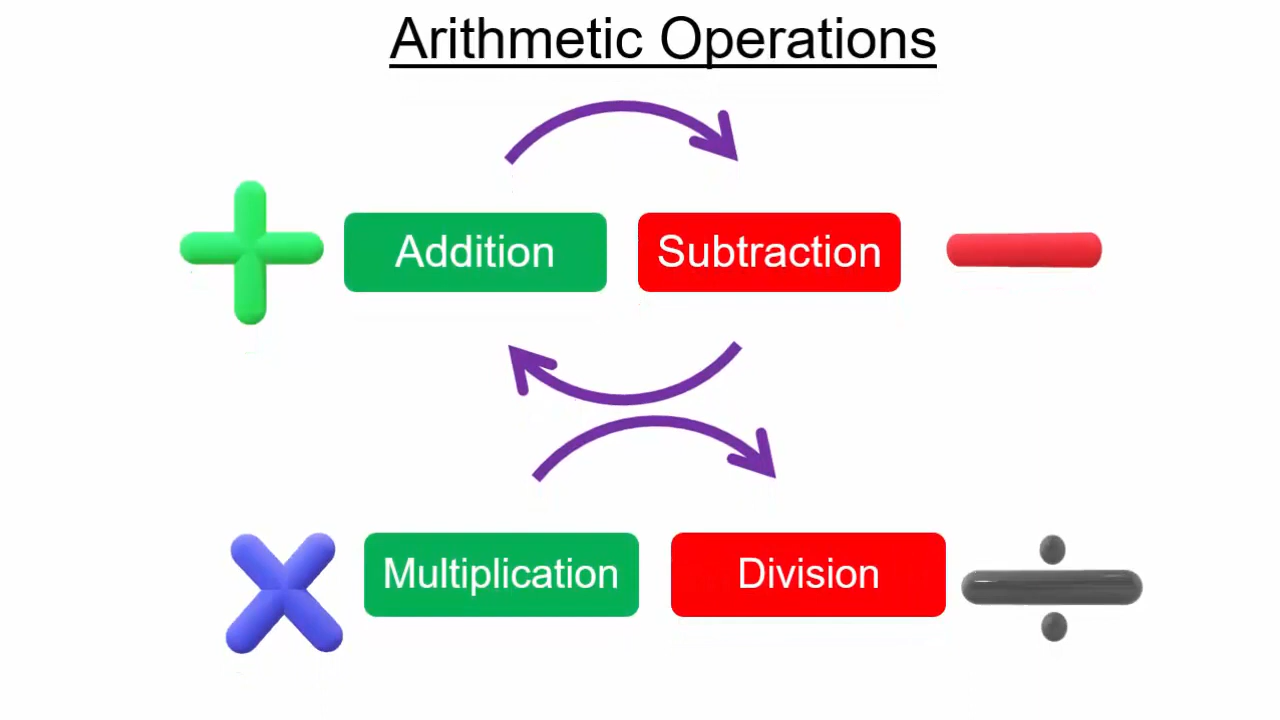 Arithmetic Operations
Addition
Subtraction
Multiplication
Division